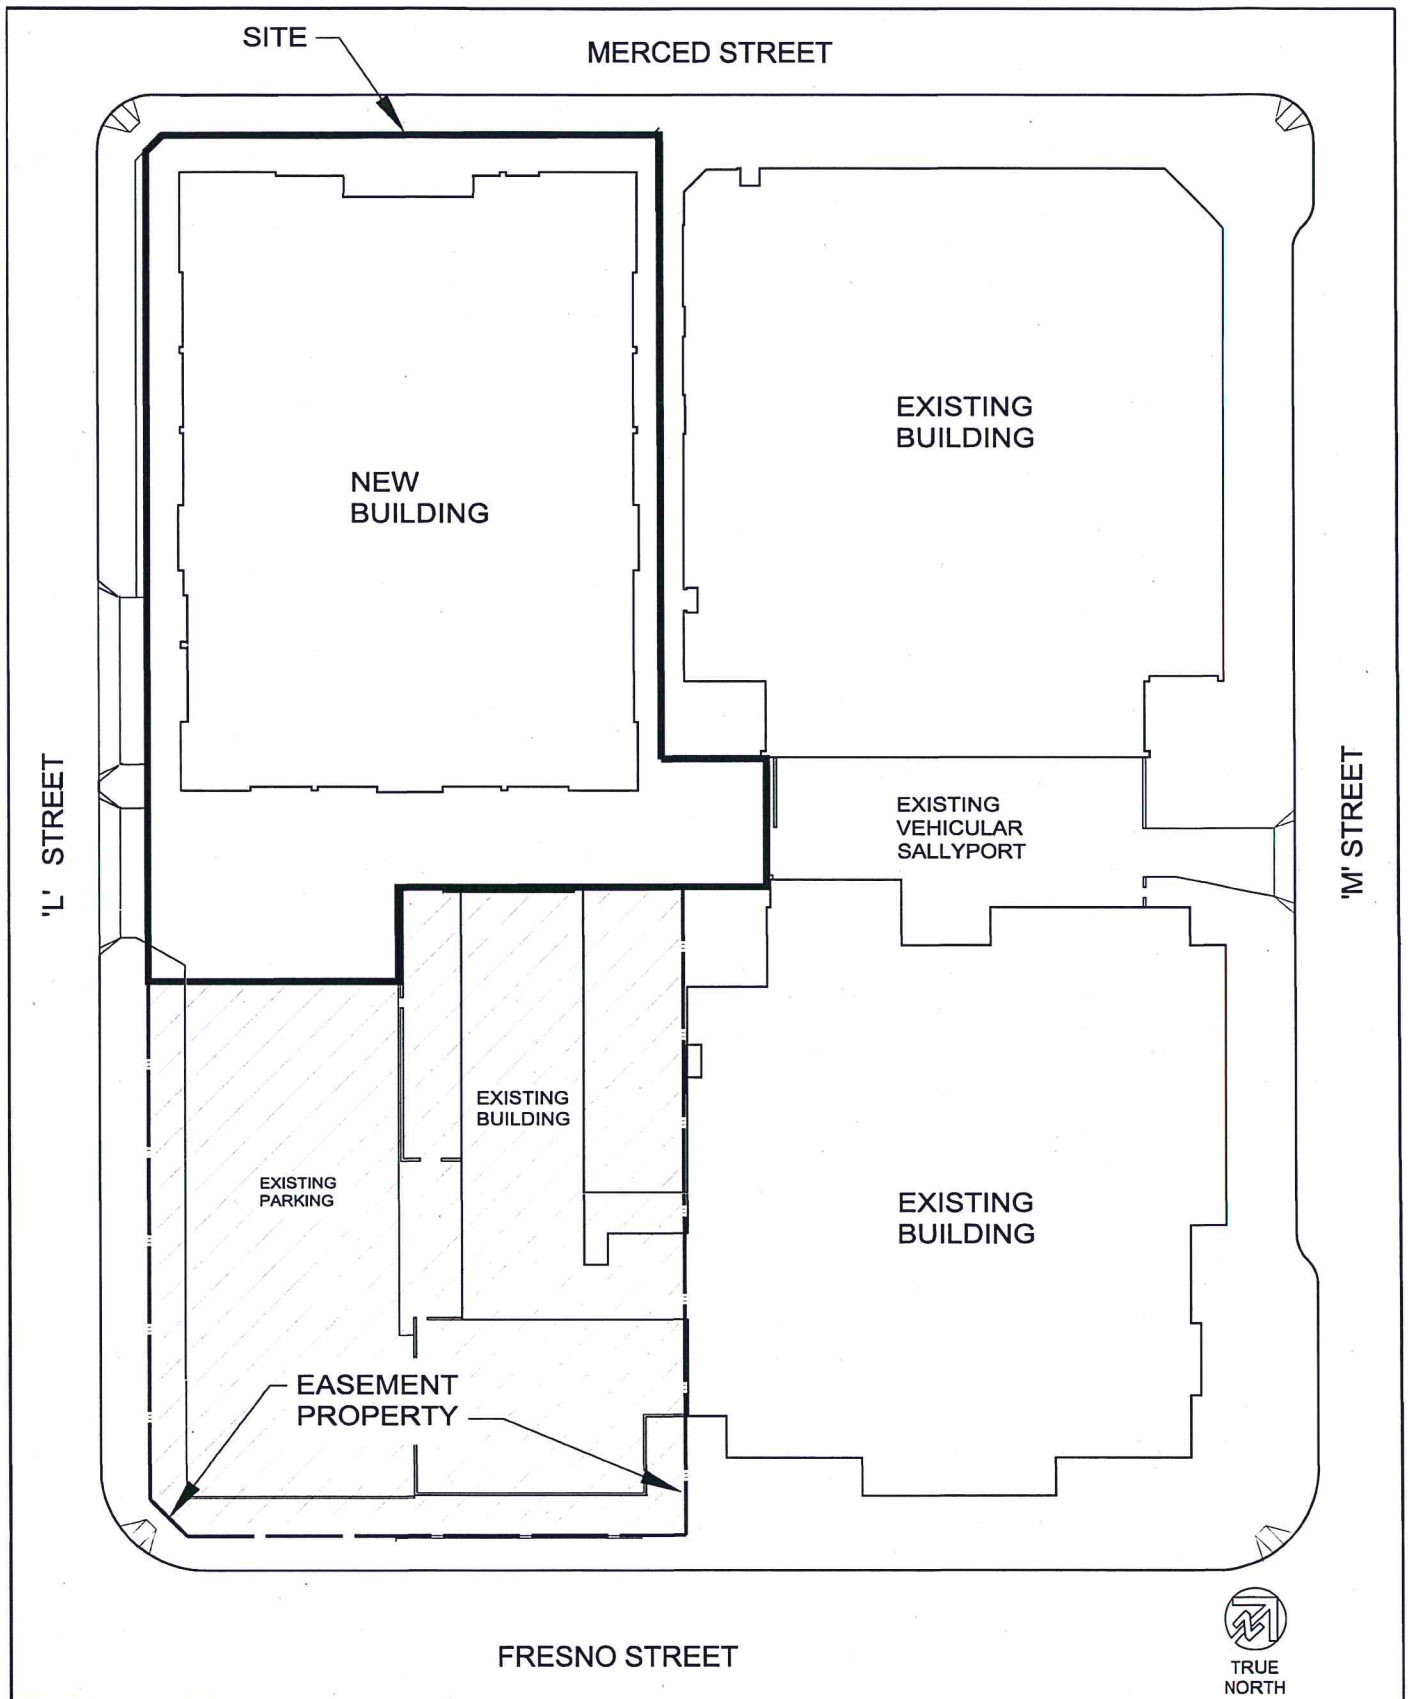 SITE
MERCED STREET
EXISTING
BUILDING
NEW
BUILDING
'L' STREET
EXISTING
VEHICULAR
SALLYPORT
'M' STREET
EXISTING
BUILDING
EXISTING
PARKING
EXISTING
BUILDING
EASEMENT
PROPERTY
FRESNO STREET
N
TRUE
NORTH